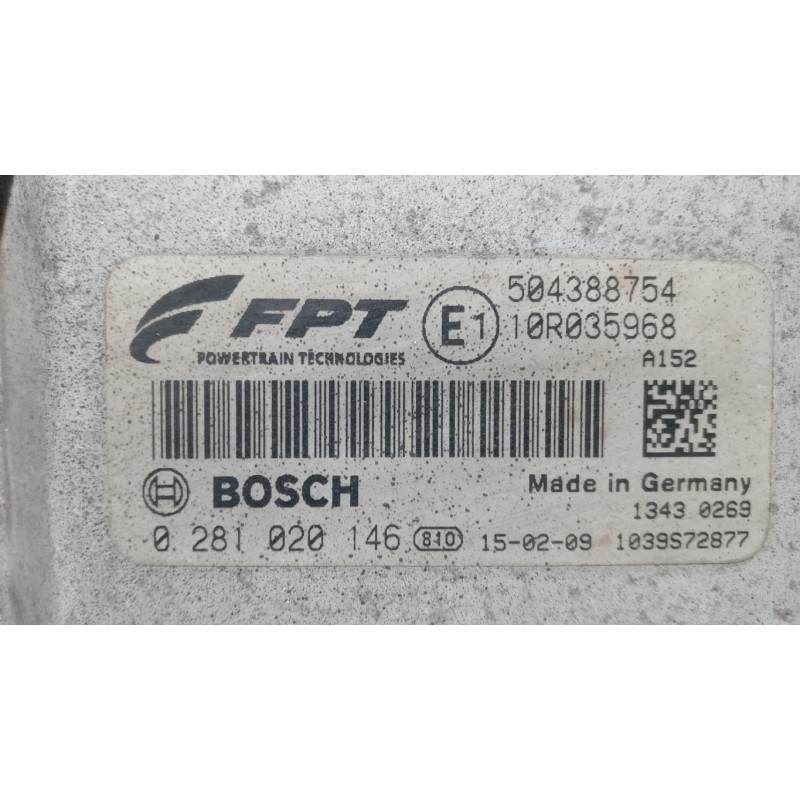 FPT
POWERTRAIN TECHNOLOGIES
E1
504388754
10R035968
A152
BOSCH
Made in Germany
1343 0269
0 281 020 146 810 15-02-09 1039S72877